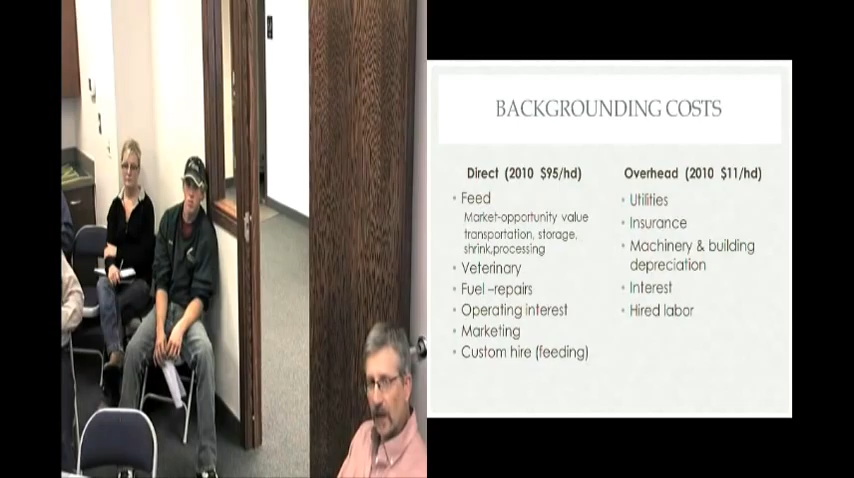 BACKGROUNDING COSTS
Direct (2010 $95/hd)
• Feed
Market-opportunity value
transportation, storage,
shrink,processing
• Veterinary
• Fuel –repairs
• Operating interest
• Marketing
• Custom hire (feeding)
Overhead (2010 $11/hd)
• Utilities
• Insurance
• Machinery & building
depreciation
• Interest
• Hired labor